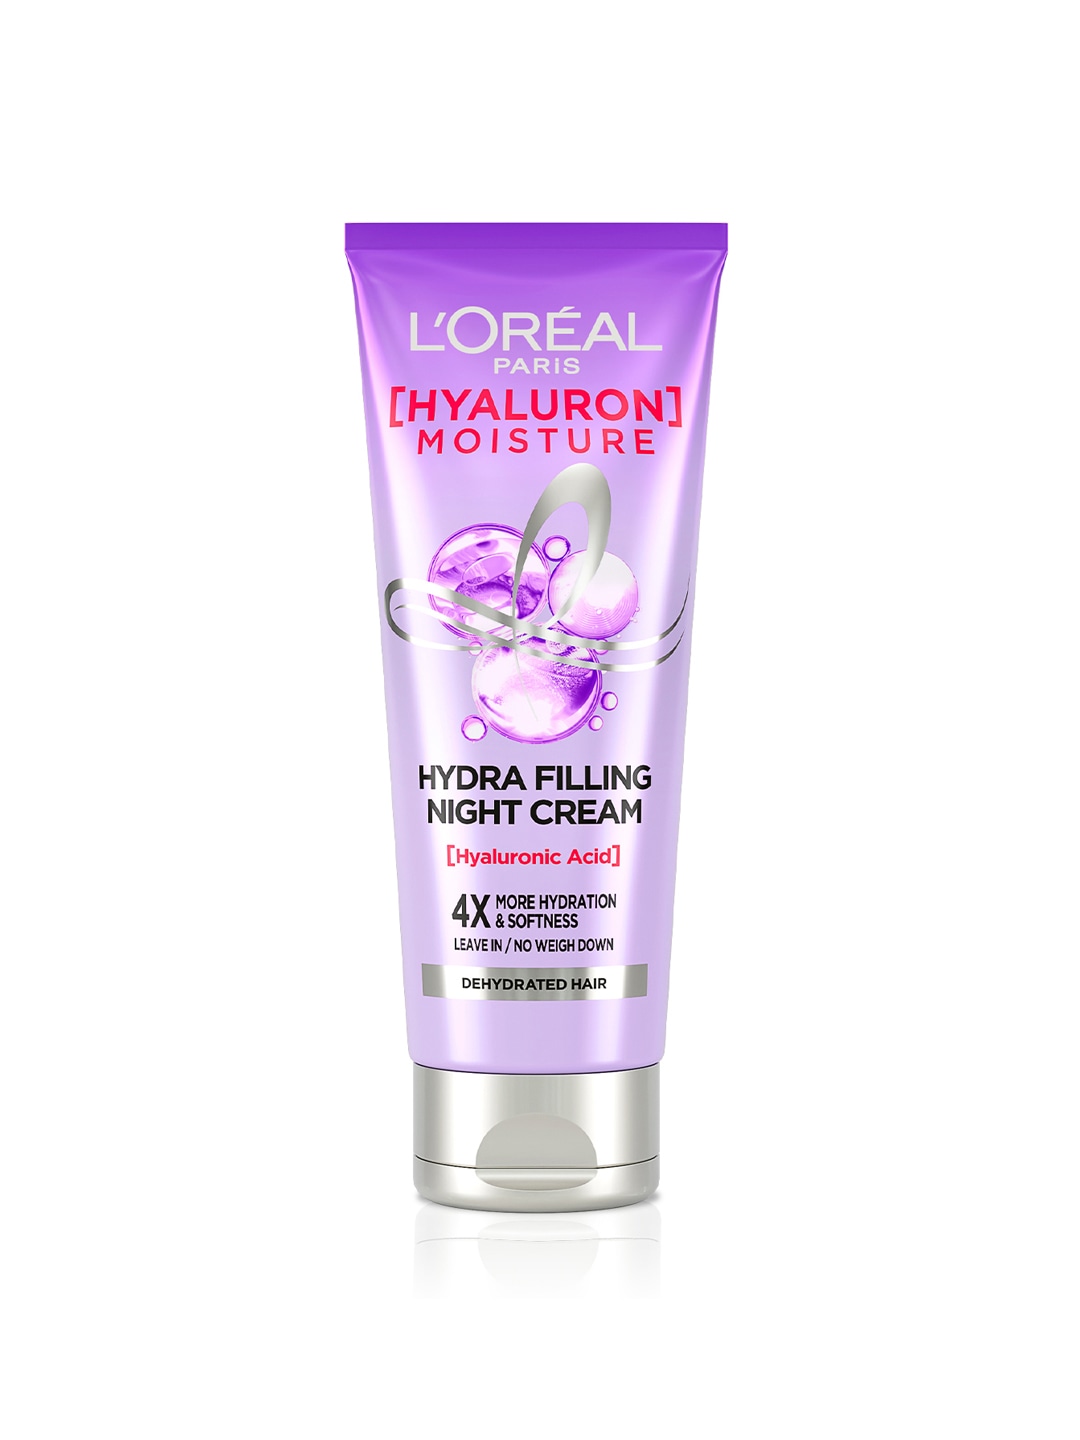 L'ORÉAL
PARIS
[HYALURON]
MOISTURE
HYDRA FILLING
NIGHT CREAM
[Hyaluronic Acid]
4X MORE HYDRATION
& SOFTNESS
LEAVE IN / NO WEIGH DOWN
DEHYDRATED HAIR